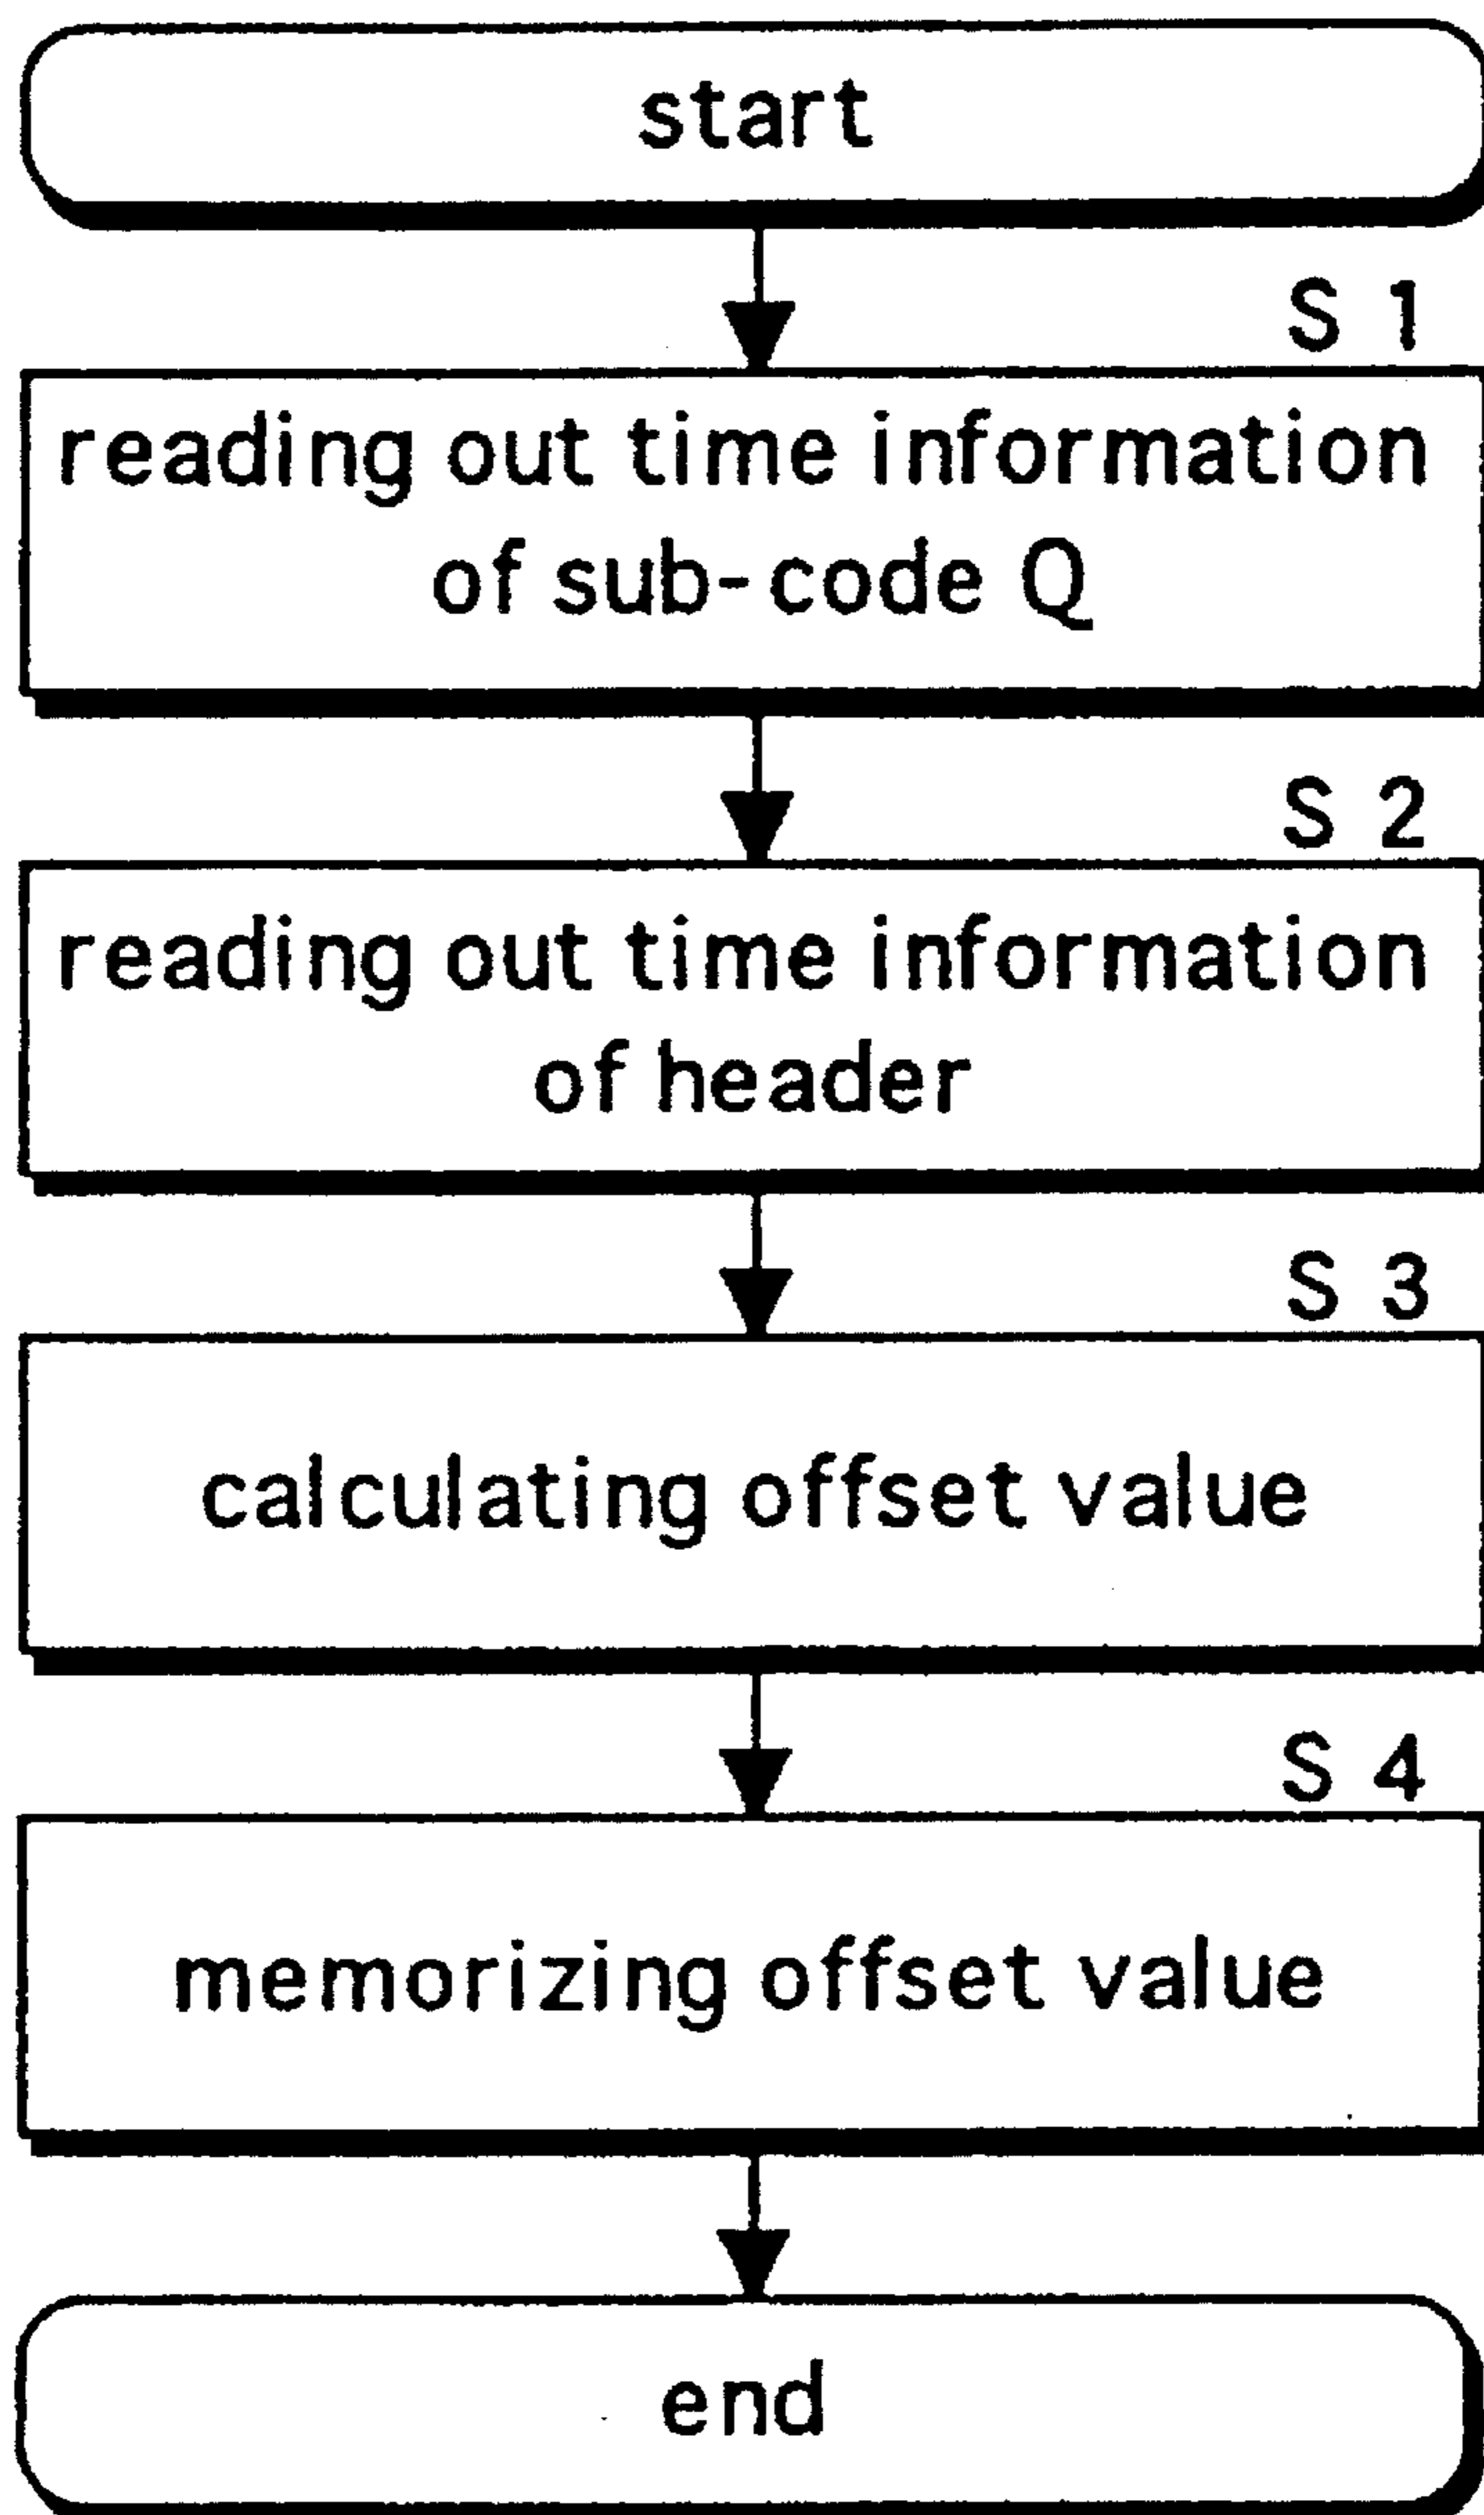 start
S 1
reading out time information
of sub-code Q
S 2
reading out time information
of header
S 3
calculating offset value
S 4
memorizing offset value
end